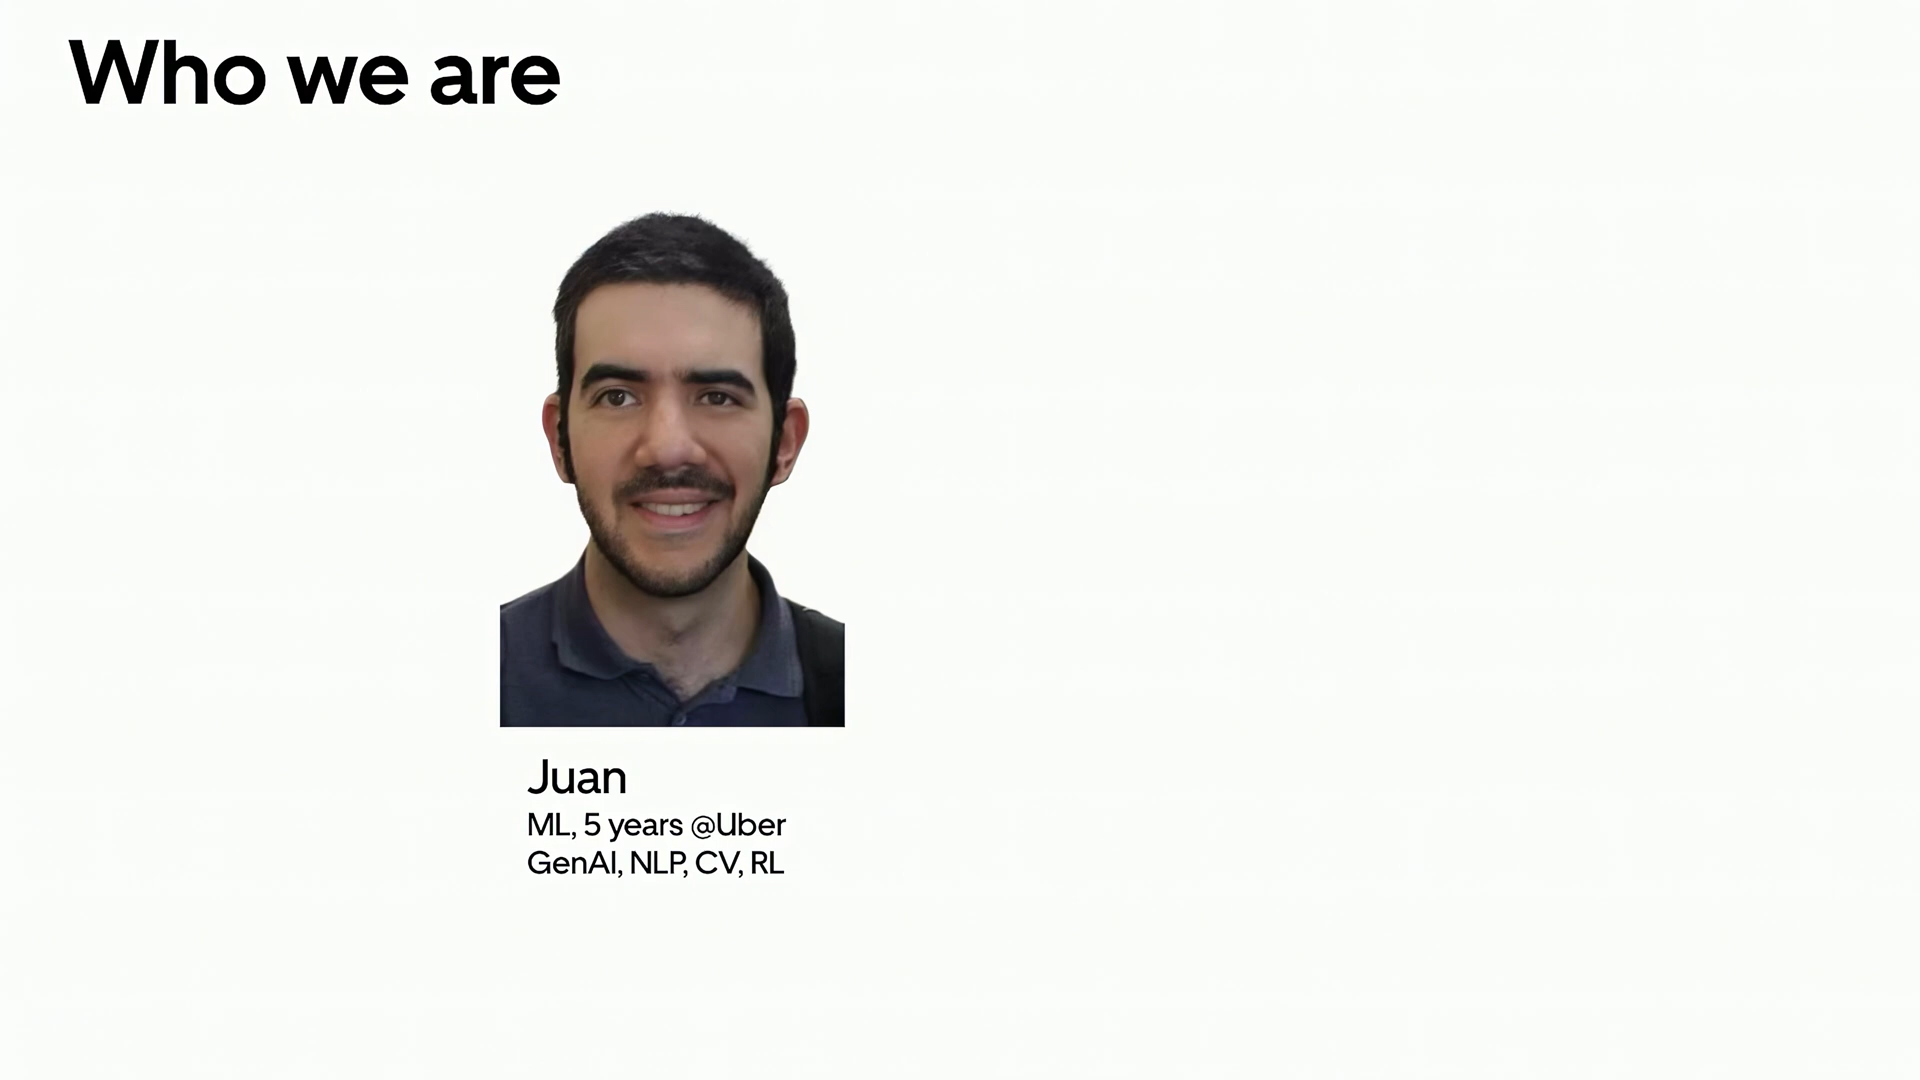 Who we are
Juan
ML, 5 years @Uber
GenAI, NLP, CV, RL